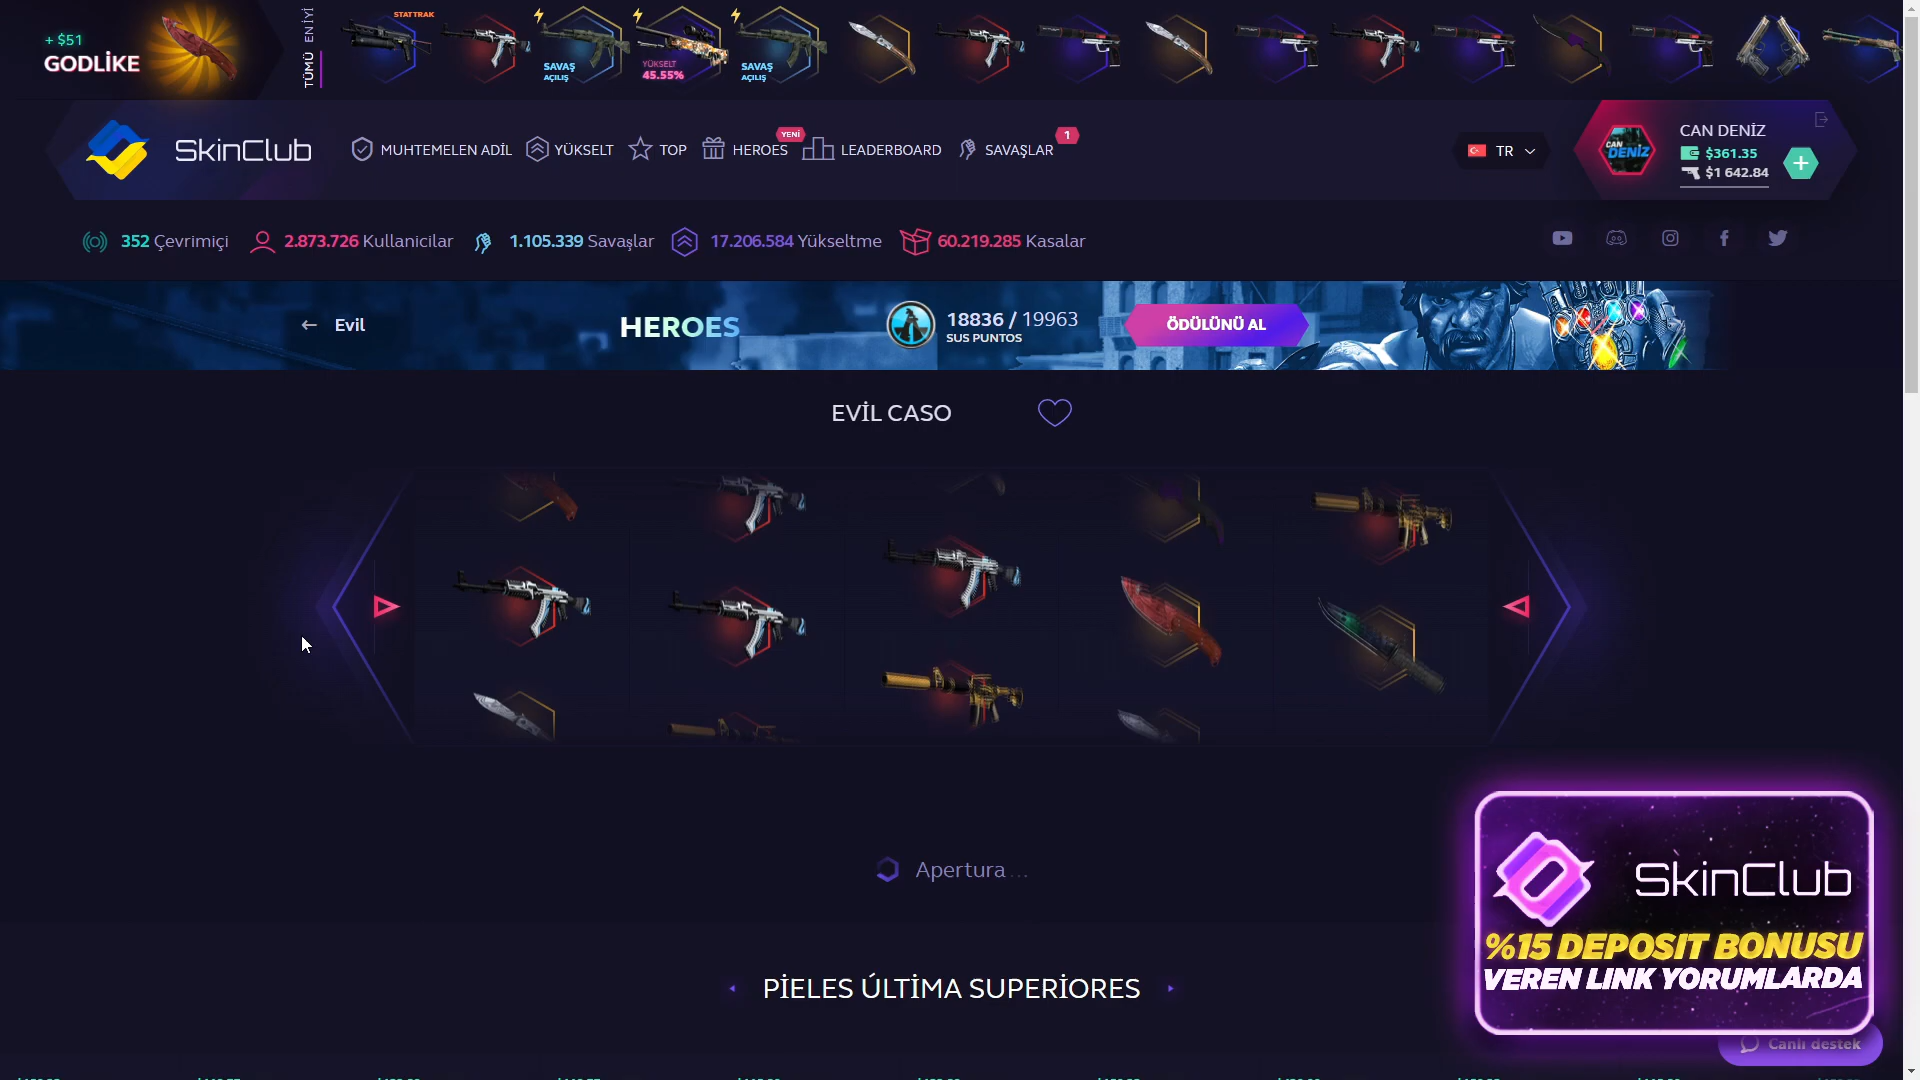 + $51
GODLİKE
TÜMÜ
EN İYİ
STATTRAK
SAVAŞ
AÇILIŞ
YÜKSELT
45.55%
SAVAŞ
AÇILIŞ
SkinClub
MUHTEMELEN ADİL
YÜKSELT
TOP
HEROES
YENİ
LEADERBOARD
SAVAŞLAR
1
TR
CAN DENİZ
CAN DENİZ
$361.35
$1 642.84
352 Çevrimiçi
2.873.726 Kullanicilar
1.105.339 Savaşlar
17.206.584 Yükseltme
60.219.285 Kasalar
← Evil
HEROES
18836 / 19963
SUS PUNTOS
ÖDÜLÜNÜ AL
EVİL CASO
Apertura...
PİELES ÚLTİMA SUPERİORES
SkinClub
%15 DEPOSIT BONUSU
VEREN LINK YORUMLARDA
Canlı destek